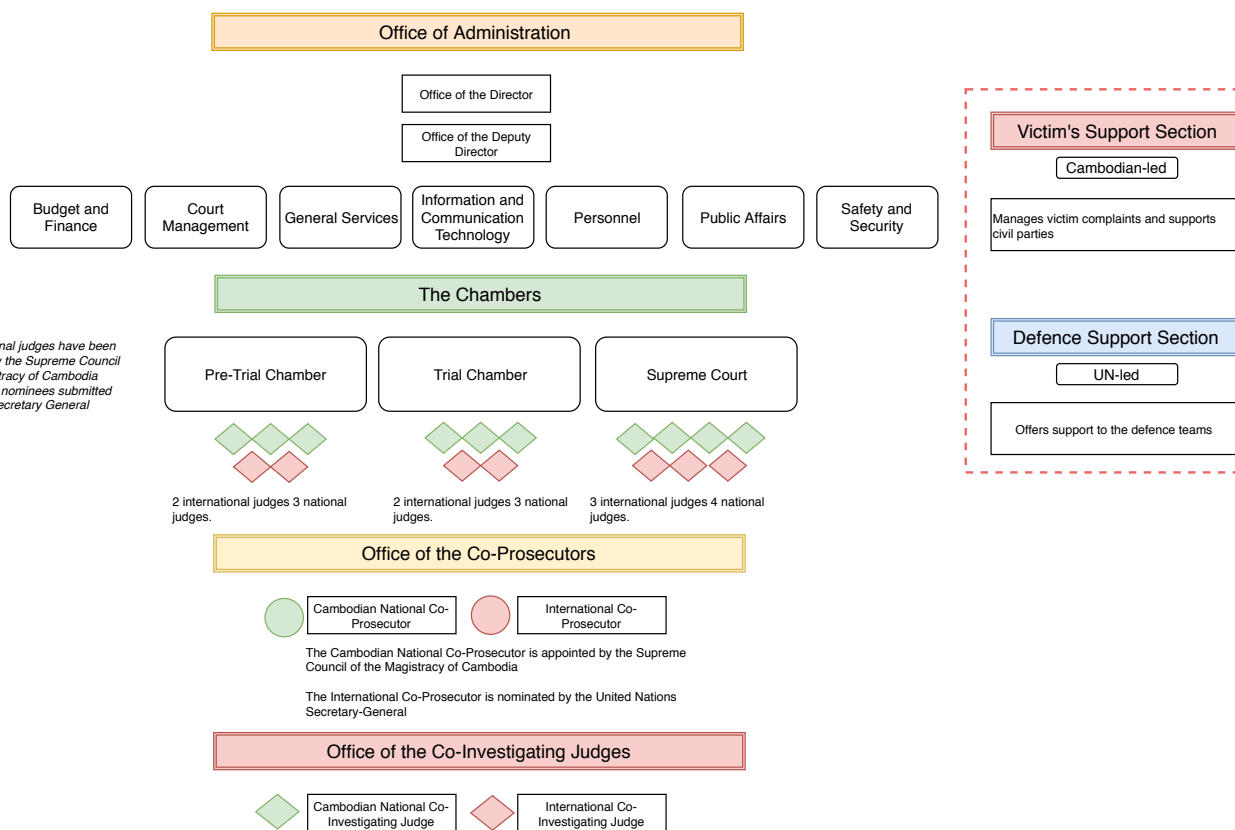 Office of Administration
Office of the Director
Office of the Deputy
Director
Budget and
Finance
Court
Management
General Services
Information and
Communication
Technology
Personnel
Public Affairs
Safety and
Security
The Chambers
nal judges have been
the Supreme Council
tracy of Cambodia
nominees submitted
ecretary General
Pre-Trial Chamber
Trial Chamber
Supreme Court
2 international judges 3 national
judges.
2 international judges 3 national
judges.
3 international judges 4 national
judges.
Office of the Co-Prosecutors
Cambodian National Co-
Prosecutor
International Co-
Prosecutor
The Cambodian National Co-Prosecutor is appointed by the Supreme
Council of the Magistracy of Cambodia
The International Co-Prosecutor is nominated by the United Nations
Secretary-General
Office of the Co-Investigating Judges
Cambodian National Co-
Investigating Judge
International Co-
Investigating Judge
Victim's Support Section
Cambodian-led
Manages victim complaints and supports
civil parties
Defence Support Section
UN-led
Offers support to the defence teams